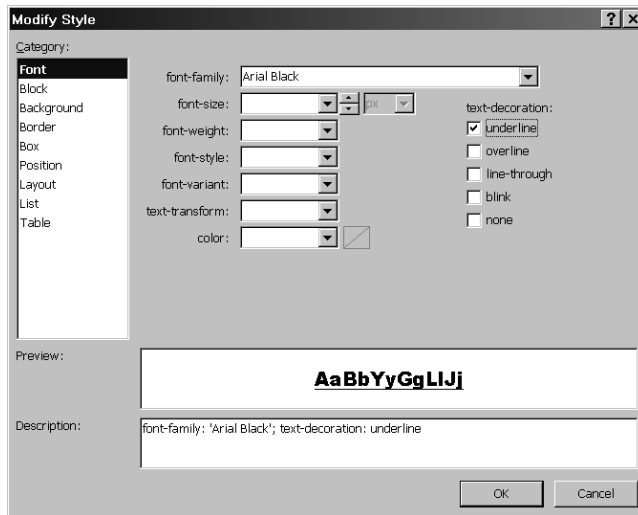 Modify Style
Category:
Font
Block
Background
Border
Box
Position
Layout
List
Table
font-family: Arial Black
font-size: px
font-weight:
font-style:
font-variant:
text-transform:
color:
text-decoration:
underline
overline
line-through
blink
none
Preview:
AaBbYyGgLlJj
Description:
font-family: 'Arial Black'; text-decoration: underline
OK Cancel